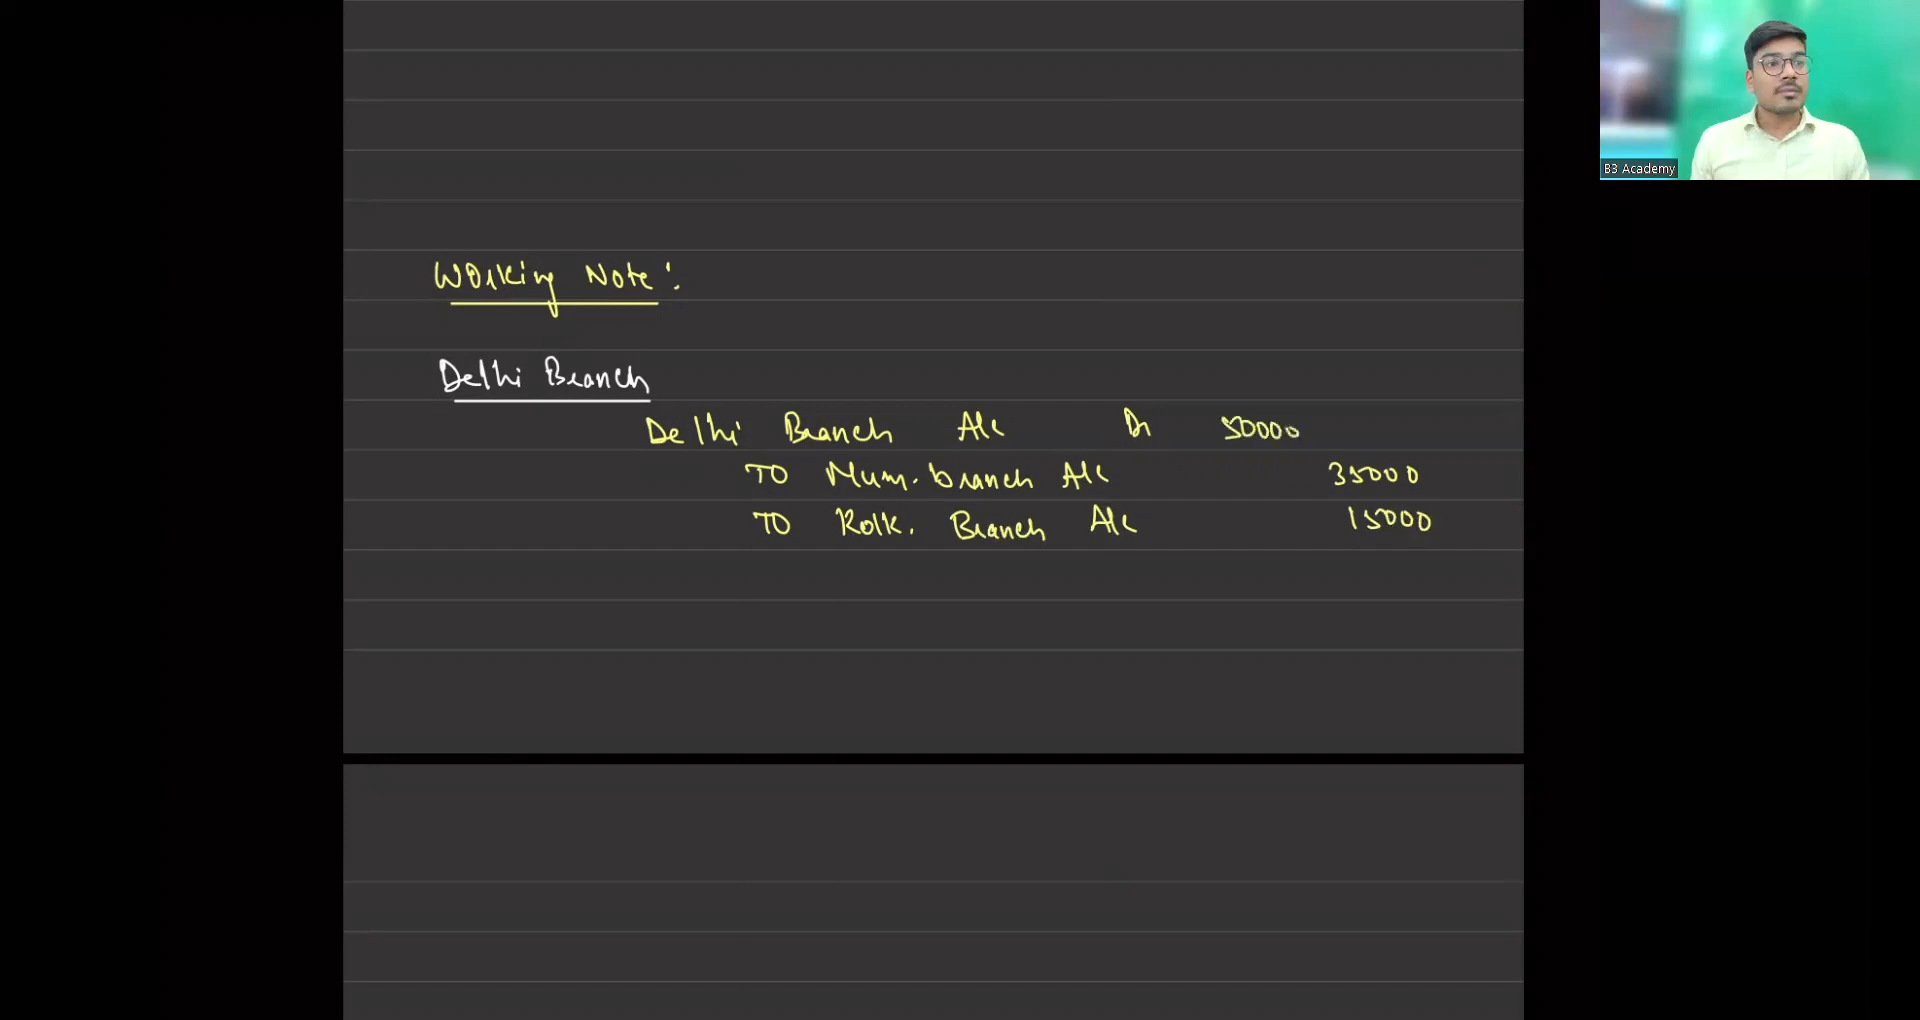 B3 Academy
Working Note:
Delhi Branch
Delhi Branch A/c Dr 50000
TO Mum. branch A/c 35000
TO Kolk. Branch A/c 15000